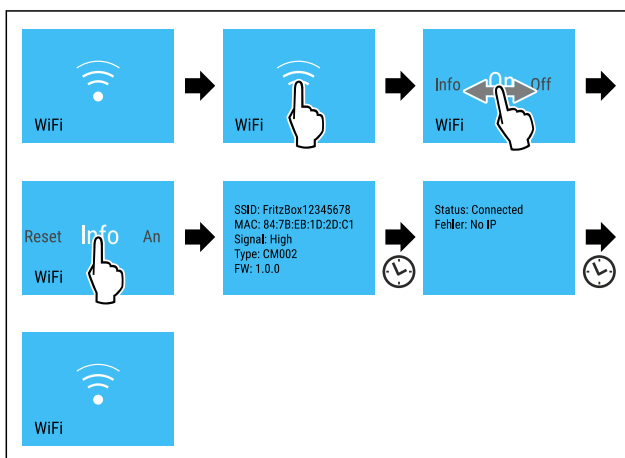 WiFi
WiFi
Info On Off
WiFi
Reset Info An
WiFi
SSID: FritzBox12345678
MAC: 84:7B:EB:1D:2D:C1
Signal: High
Type: CM002
FW: 1.0.0
Status: Connected
Fehler: No IP
WiFi